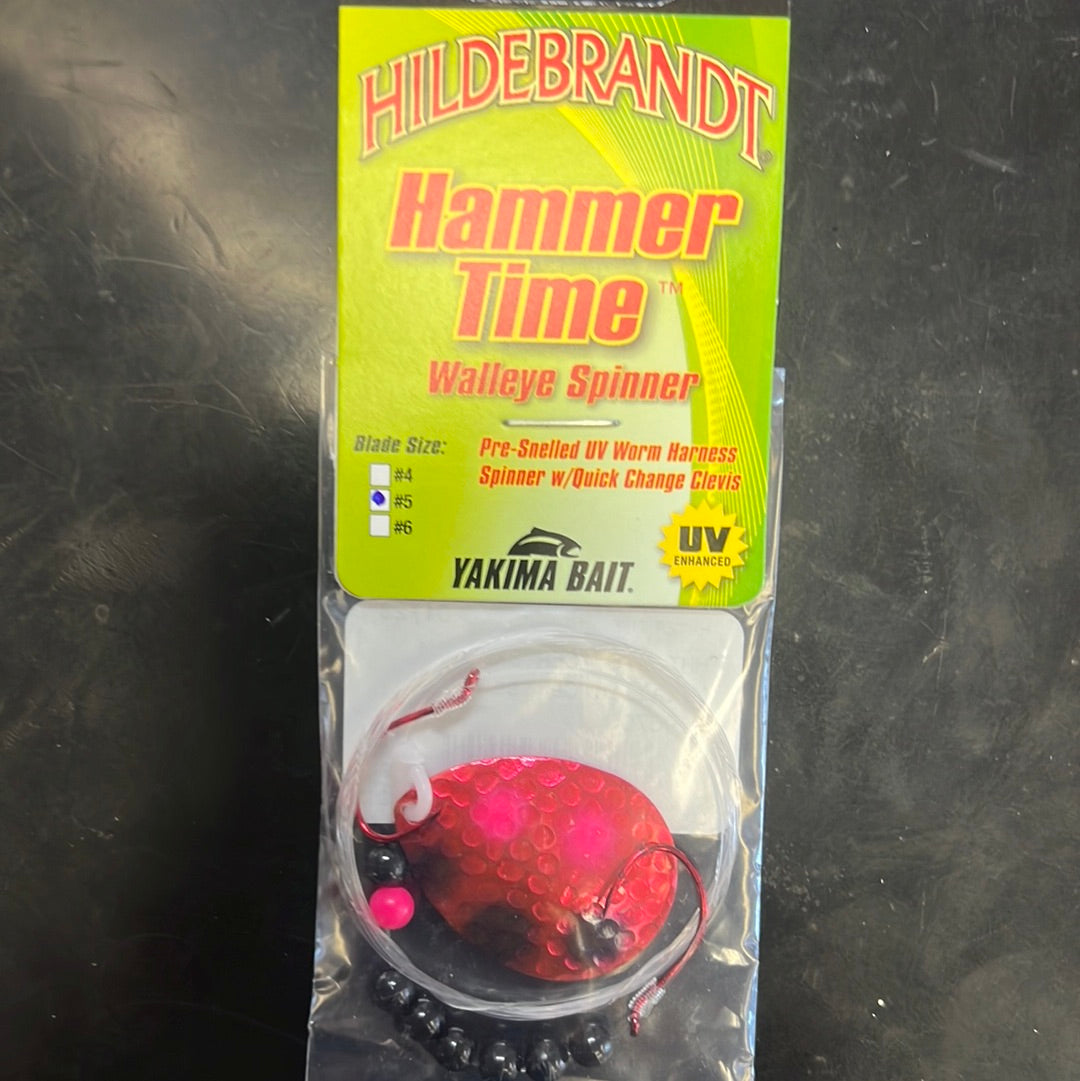 HILDEBRANDT®
Hammer
Time™
Walleye Spinner
Blade Size:
#4
#5
#6
Pre-Snelled UV Worm Harness
Spinner w/Quick Change Clevis
UV
ENHANCED
YAKIMA BAIT®